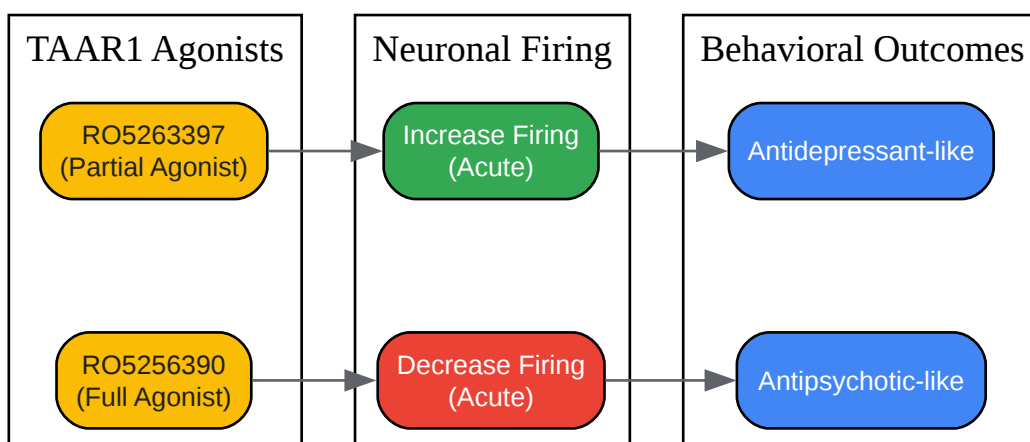 TAAR1 Agonists
RO5263397
(Partial Agonist)
RO5256390
(Full Agonist)
Neuronal Firing
Increase Firing
(Acute)
Decrease Firing
(Acute)
Behavioral Outcomes
Antidepressant-like
Antipsychotic-like